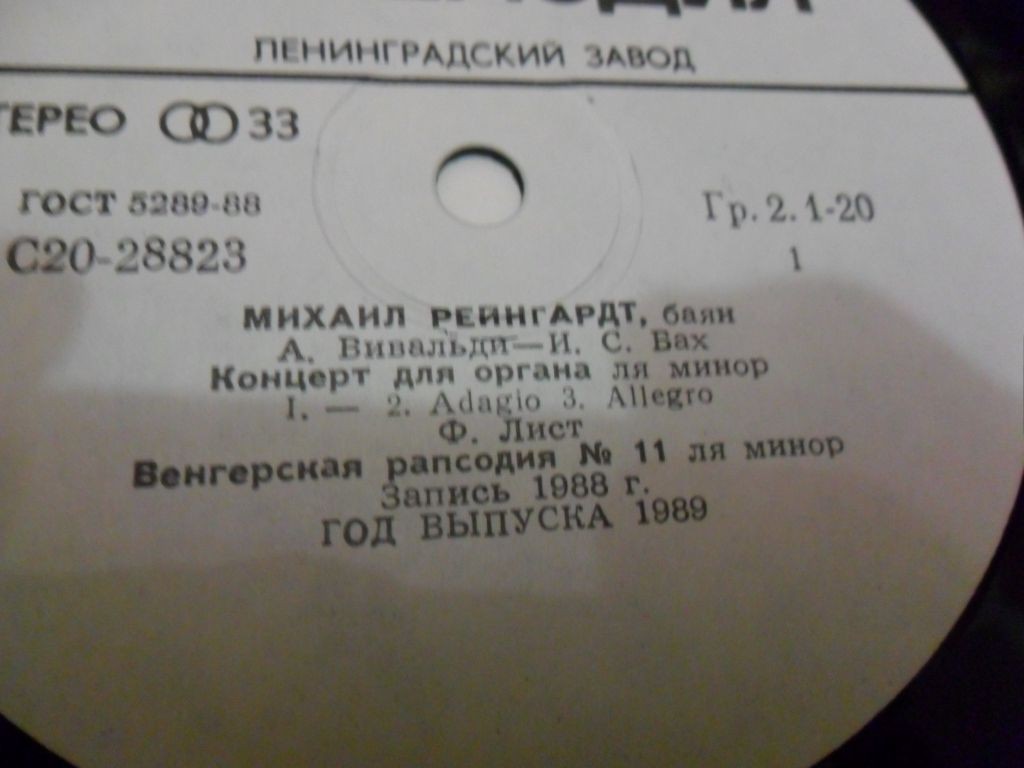 ЛЕНИНГРАДСКИЙ ЗАВОД
ТЕРЕО 33
ГОСТ 5289-88
Гр. 2. 1-20
С20-28823
1
МИХАИЛ РЕЙНГАРДТ, баян
А. Вивальди—И. С. Бах
Концерт для органа ля минор
1. — 2. Adagio 3. Allegro
Ф. Лист
Венгерская рапсодия № 11 ля минор
Запись 1988 г.
ГОД ВЫПУСКА 1989